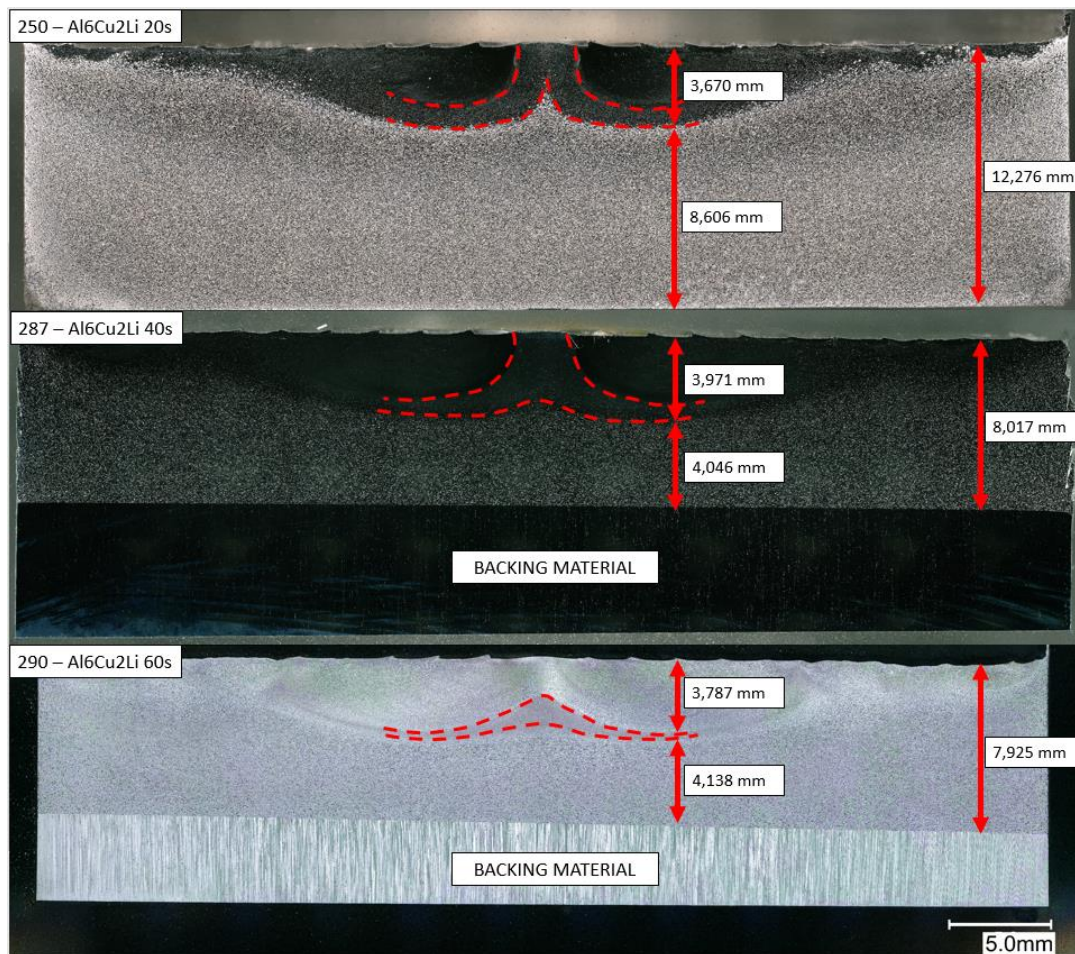 250 – Al6Cu2Li 20s
3,670 mm
12,276 mm
8,606 mm
287 – Al6Cu2Li 40s
3,971 mm
8,017 mm
4,046 mm
BACKING MATERIAL
290 – Al6Cu2Li 60s
3,787 mm
7,925 mm
4,138 mm
BACKING MATERIAL
5.0mm